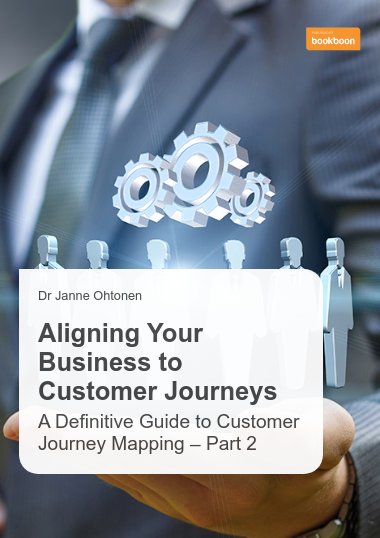 bookboon
Dr Janne Ohtonen
Aligning Your
Business to
Customer Journeys
A Definitive Guide to Customer
Journey Mapping – Part 2